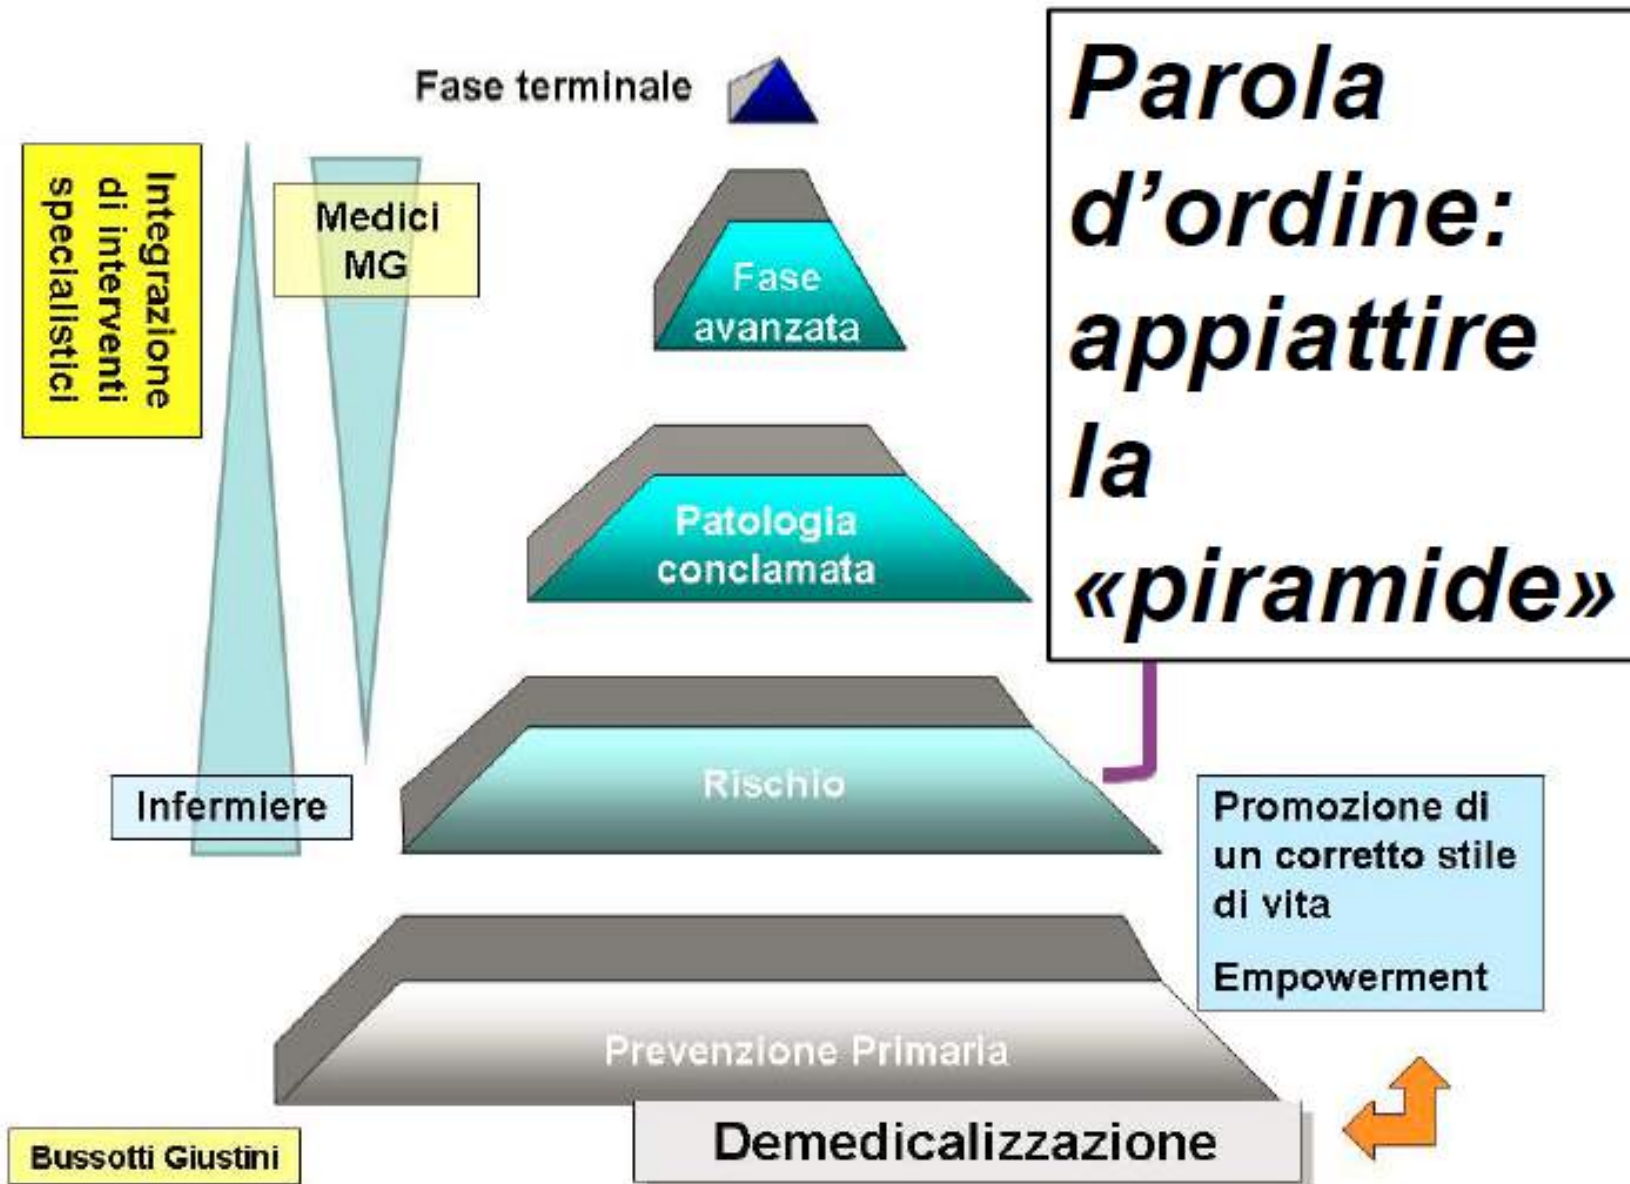 Fase terminale
Parola
d’ordine:
appiattire
la
«piramide»
Integrazione
di interventi
specialistici
Medici
MG
Fase
avanzata
Patologia
conclamata
Rischio
Infermiere
Promozione di
un corretto stile
di vita
Empowerment
Prevenzione Primaria
Demedicalizzazione
Bussotti Giustini